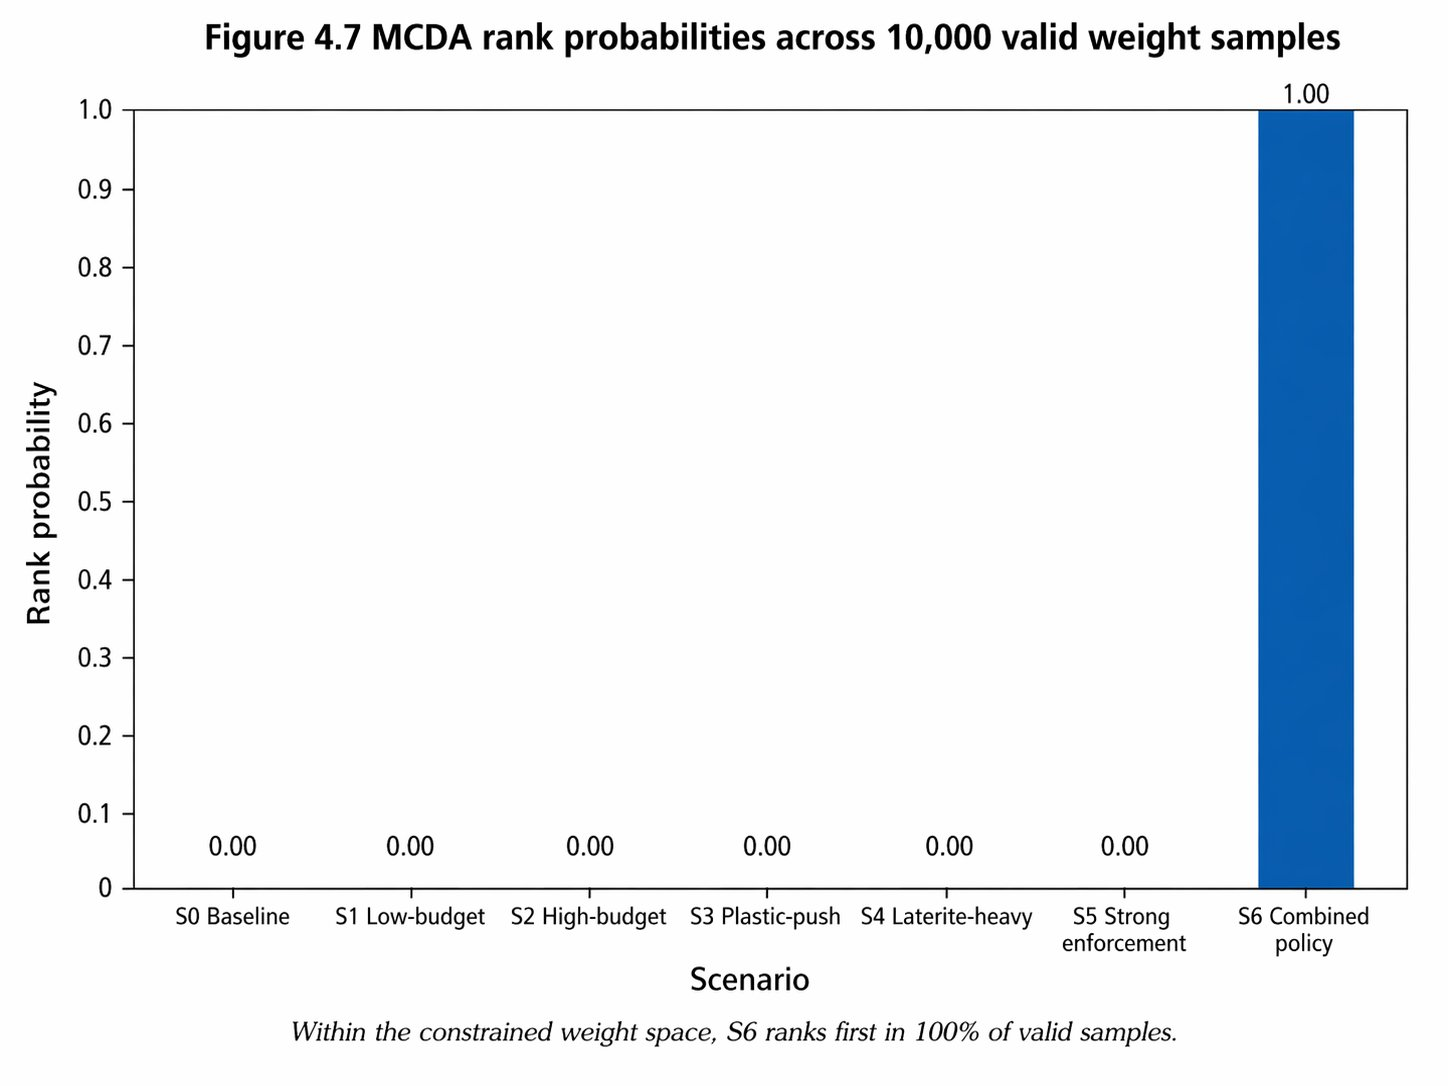 Figure 4.7 MCDA rank probabilities across 10,000 valid weight samples
1.00
1.0
0.9
0.8
0.7
0.6
0.5
0.4
0.3
0.2
0.1
0
Rank probability
0.00 0.00 0.00 0.00 0.00 0.00
S0 Baseline S1 Low-budget S2 High-budget S3 Plastic-push S4 Laterite-heavy S5 Strong enforcement S6 Combined policy
Scenario
Within the constrained weight space, S6 ranks first in 100% of valid samples.